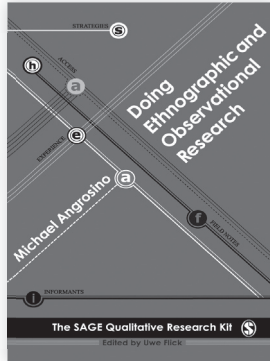 STRATEGIES s
h
ACCESS
a
Doing
Ethnographic and
Observational
Research
EXPERIENCE e
a
Michael Angrosino
f FIELD NOTES
i INFORMANTS
The SAGE Qualitative Research Kit S
Edited by Uwe Flick